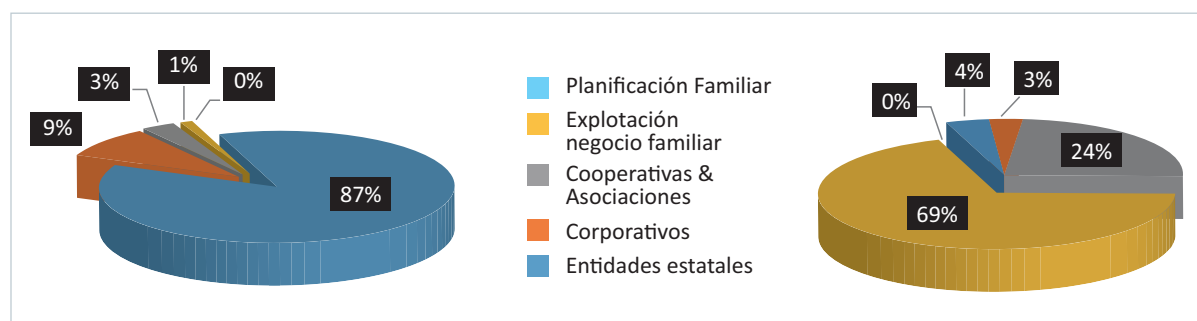 1%
3%
0%
9%
87%
Planificación Familiar
Explotación
negocio familiar
Cooperativas &
Asociaciones
Corporativos
Entidades estatales
4%
3%
0%
24%
69%